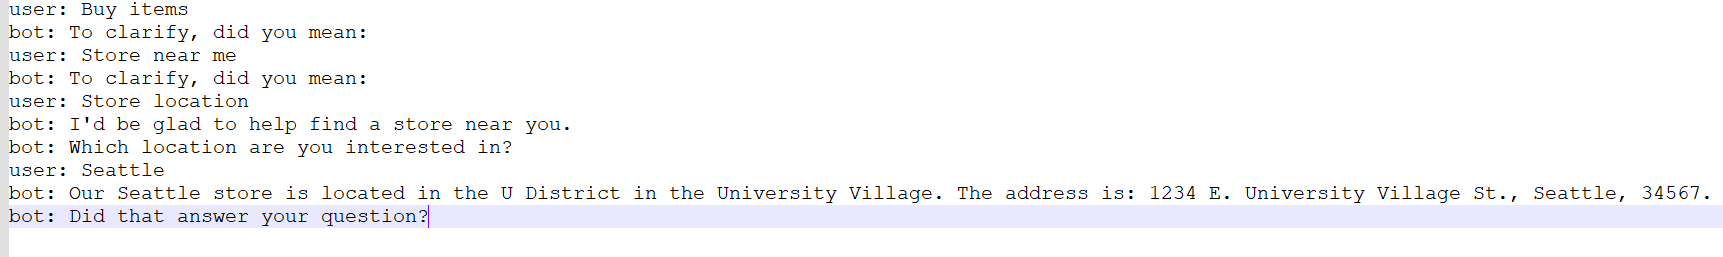 user: Buy items
bot: To clarify, did you mean:
user: Store near me
bot: To clarify, did you mean:
user: Store location
bot: I'd be glad to help find a store near you.
bot: Which location are you interested in?
user: Seattle
bot: Our Seattle store is located in the U District in the University Village. The address is: 1234 E. University Village St., Seattle, 34567.
bot: Did that answer your question?